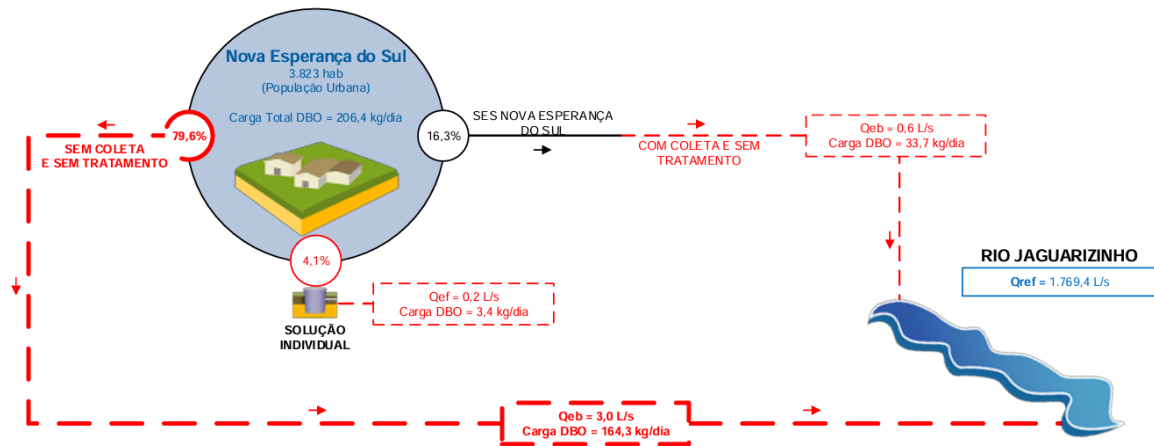 Nova Esperança do Sul
3.823 hab
(População Urbana)
Carga Total DBO = 206,4 kg/dia
79,6%
SEM COLETA
E SEM TRATAMENTO
16,3%
SES NOVA ESPERANÇA
DO SUL
COM COLETA E SEM
TRATAMENTO
Qeb = 0,6 L/s
Carga DBO = 33,7 kg/dia
4,1%
SOLUÇÃO
INDIVIDUAL
Qef = 0,2 L/s
Carga DBO = 3,4 kg/dia
RIO JAGUARIZINHO
Qref = 1.769,4 L/s
Qeb = 3,0 L/s
Carga DBO = 164,3 kg/dia